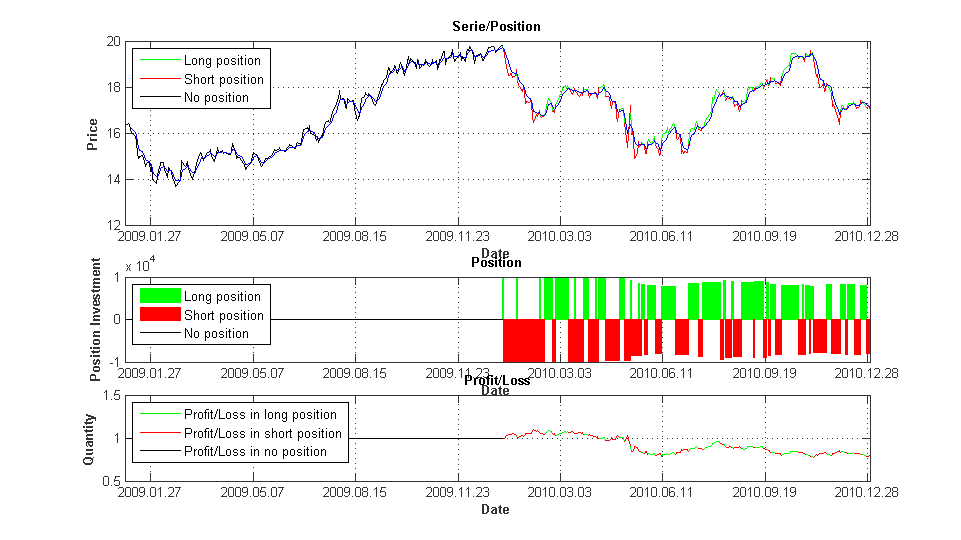 Serie/Position
Price
20
18
16
14
12
Long position
Short position
No position
2009.01.27 2009.05.07 2009.08.15 2009.11.23 2010.03.03 2010.06.11 2010.09.19 2010.12.28
Date
Position
x 10^4
Position Investment
1
0
-1
Long position
Short position
No position
2009.01.27 2009.05.07 2009.08.15 2009.11.23 2010.03.03 2010.06.11 2010.09.19 2010.12.28
Date
Profit/Loss
Quantity
1.5
1
0.5
Profit/Loss in long position
Profit/Loss in short position
Profit/Loss in no position
2009.01.27 2009.05.07 2009.08.15 2009.11.23 2010.03.03 2010.06.11 2010.09.19 2010.12.28
Date